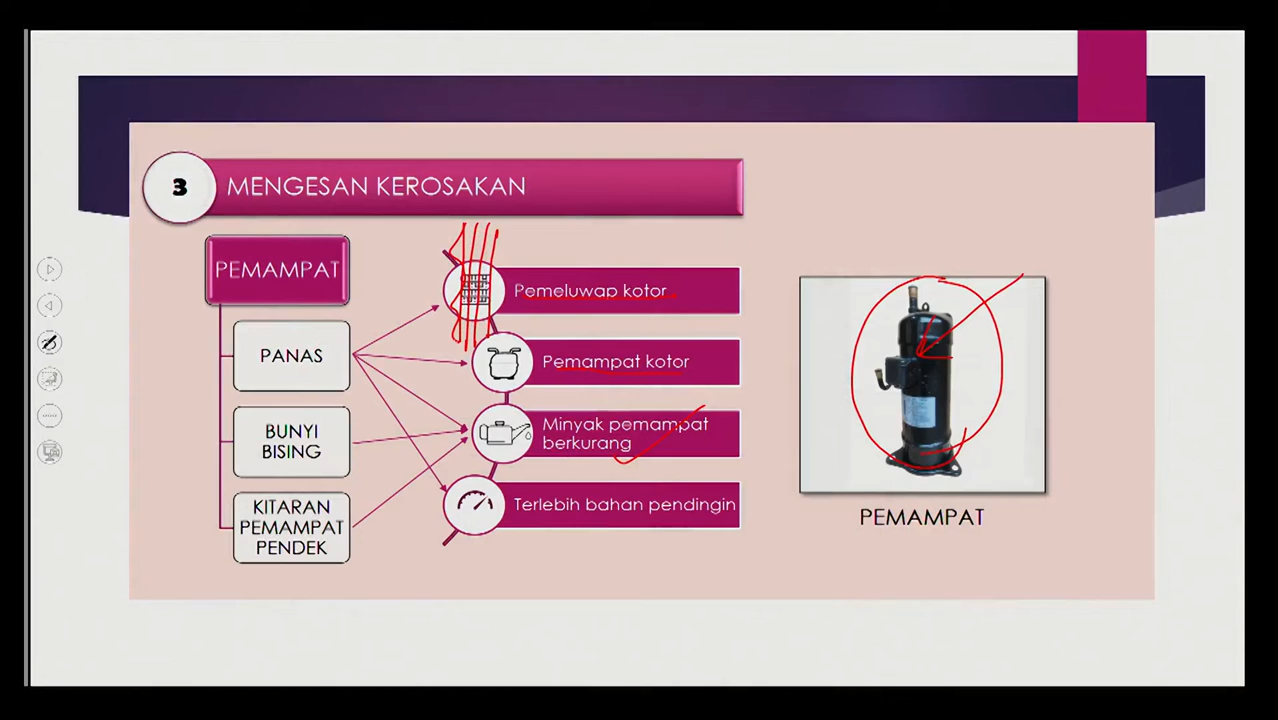 3
MENGESAN KEROSAKAN
PEMAMPAT
PANAS
BUNYI
BISING
KITARAN
PEMAMPAT
PENDEK
Pemeluwap kotor
Pemampat kotor
Minyak pemampat
berkurang
Terlebih bahan pendingin
PEMAMPAT